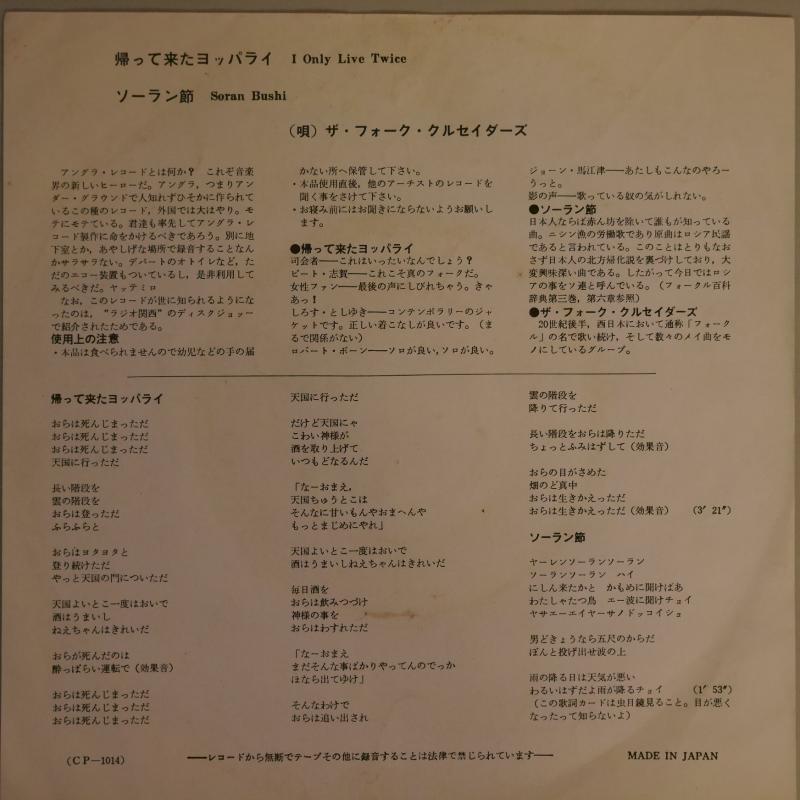 帰って来たヨッパライ　I Only Live Twice
ソーラン節　Soran Bushi
（唄）ザ・フォーク・クルセイダーズ
アングラ・レコードとは何か？　これぞ音楽
界の新しいヒーローだ。アングラ，つまりアン
ダー・グラウンドで人知れずひそかに作られて
いるこの種のレコード，外国では大はやり。モ
テにモテている。君達も率先してアングラ・レ
コード製作に命をかけるべきであろう。別に地
下室とか，あやしげな場所で録音することなん
かサラサラない。デパートのオトイレなど，た
だのエコー装置もついているし，是非利用して
みるべきだ。ヤッテミロ
なお，このレコードが世に知られるようにな
ったのは，“ラジオ関西”のディスクジョッー
で紹介されたためである。
使用上の注意
・本品は食べられませんので幼児などの手の届
かない所へ保管して下さい。
・本品使用直後，他のアーチストのレコードを
聞く事をさけて下さい。
・お寝み前にはお聞きにならないようお願いし
ます。
●帰って来たヨッパライ
司会者――これはいったいなんでしょう？
ピート・志賀――これこそ真のフォークだ。
女性ファン――最後の声にしびれちゃう。きゃ
あっ！
しろす・としゆき――コンテンポラリーのジャ
ケットです。正しい着こなしが良いです。（ま
るで関係がない）
ロバート・ボーン――ソロが良い，ソロが良い。
ジョーン・馬江津――あたしもこんなのやろー
うっと。
影の声――歌っている奴の気がしれない。
●ソーラン節
日本人ならば赤ん坊を除いて誰もが知っている
曲。ニシン漁の労働歌であり原曲はロシア民謡
であると言われている。このことはとりもなお
さず日本人の北方帰化説を裏づけしており，大
変興味深い曲である。したがって今日ではロシ
アの事をソ連と呼んでいる。（フォークル百科
辞典第三巻，第六章参照）
●ザ・フォーク・クルセイダーズ
20世紀後半，西日本において通称「フォーク
ル」の名で歌い続け，そして数々のメイ曲をモ
ノにしているグループ。
帰って来たヨッパライ
おらは死んじまっただ
おらは死んじまっただ
おらは死んじまっただ
天国に行っただ
長い階段を
雲の階段を
おらは登っただ
ふらふらと
おらはヨタヨタと
登り続けただ
やっと天国の門についただ
天国よいとこ一度はおいで
酒はうまいし
ねえちゃんはきれいだ
おらが死んだのは
酔っぱらい運転で（効果音）
おらは死んじまっただ
おらは死んじまっただ
おらは死んじまっただ
天国に行っただ
だけど天国にゃ
こわい神様が
酒を取り上げて
いつもどなるんだ
「なーおまえ，
天国ちゅうとこは
そんなに甘いもんやおまへんや
もっとまじめにやれ」
天国よいとこ一度はおいで
酒はうまいしねえちゃんはきれいだ
毎日酒を
おらは飲みつづけ
神様の事を
おらはわすれただ
「なーおまえ
まだそんな事ばかりやってんのでっか
ほなら出てゆけ」
そんなわけで
おらは追い出され
雲の階段を
降りて行っただ
長い階段をおらは降りただ
ちょっとふみはずして（効果音）
おらの目がさめた
畑のど真中
おらは生きかえっただ
おらは生きかえっただ（効果音）　（3′ 21″）
ソーラン節
ヤーレンソーランソーラン
ソーランソーラン　ハイ
にしん来たかと　かもめに聞けばあ
わたしゃたつ鳥　エー波に聞けチョイ
ヤサエーエイヤーサノドッコイショ
男どきょうなら五尺のからだ
ぽんと投げ出せ波の上
雨の降る日は天気が悪い
わるいはずだよ雨が降るチョイ　（1′ 53″）
（この歌詞カードは虫目鏡見ること。目が悪く
なったって知らないよ）
（CP―1014）　――レコードから無断でテープその他に録音することは法律で禁じられています――　MADE IN JAPAN